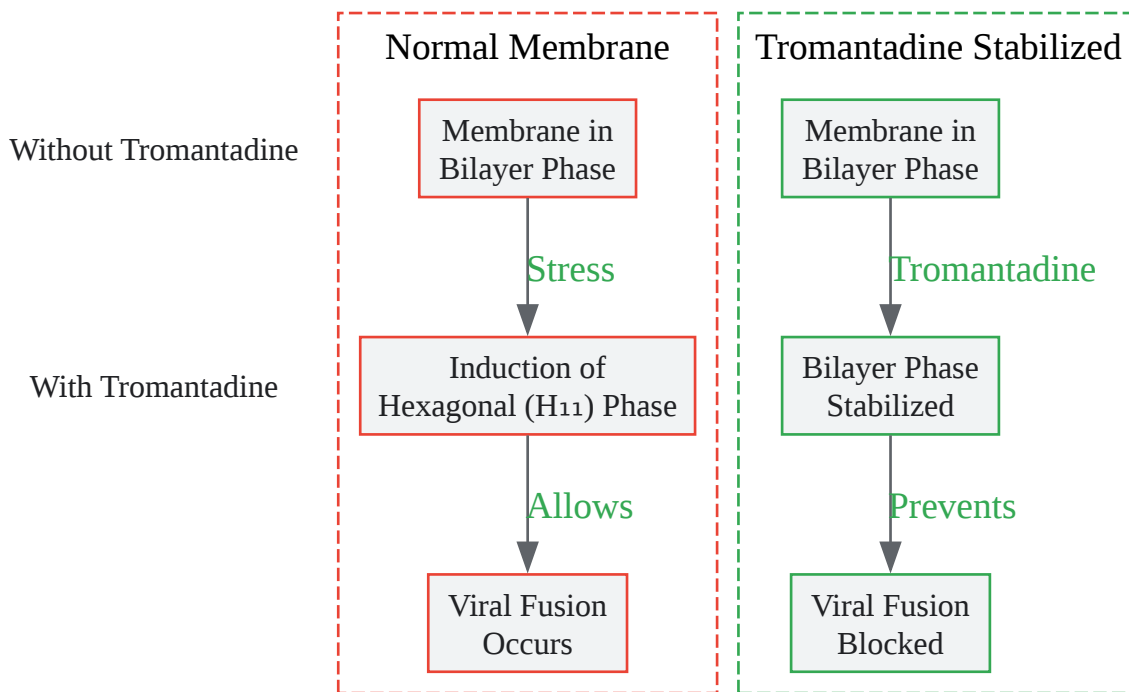 Normal Membrane
Tromantadine Stabilized
Without Tromantadine
Membrane in
Bilayer Phase
Membrane in
Bilayer Phase
Stress
Tromantadine
With Tromantadine
Induction of
Hexagonal (H₁₁) Phase
Bilayer Phase
Stabilized
Allows
Prevents
Viral Fusion
Occurs
Viral Fusion
Blocked